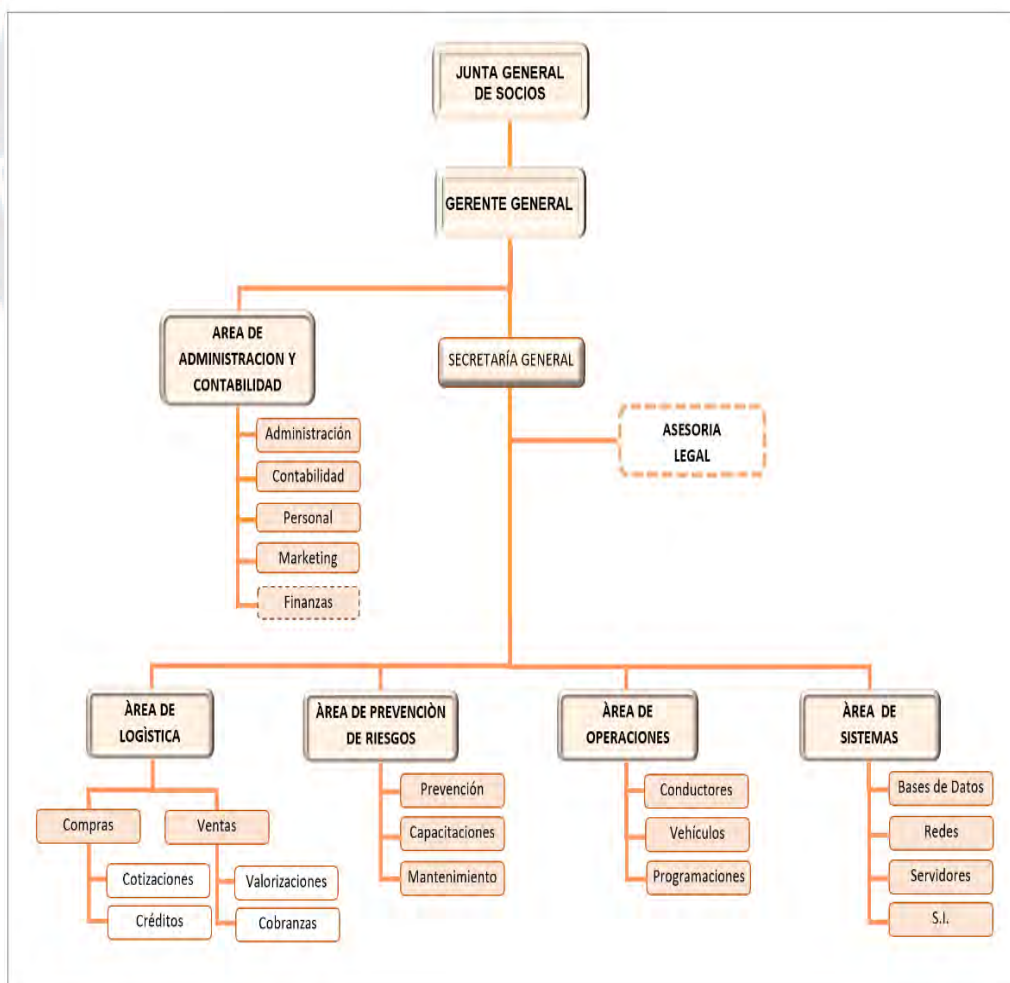 JUNTA GENERAL
DE SOCIOS
GERENTE GENERAL
AREA DE
ADMINISTRACION Y
CONTABILIDAD
SECRETARÍA GENERAL
ASESORIA
LEGAL
Administración
Contabilidad
Personal
Marketing
Finanzas
ÀREA DE
LOGÌSTICA
ÀREA DE PREVENCIÒN
DE RIESGOS
ÀREA DE
OPERACIONES
ÀREA DE
SISTEMAS
Compras
Ventas
Cotizaciones
Créditos
Valorizaciones
Cobranzas
Prevención
Capacitaciones
Mantenimiento
Conductores
Vehículos
Programaciones
Bases de Datos
Redes
Servidores
S.I.